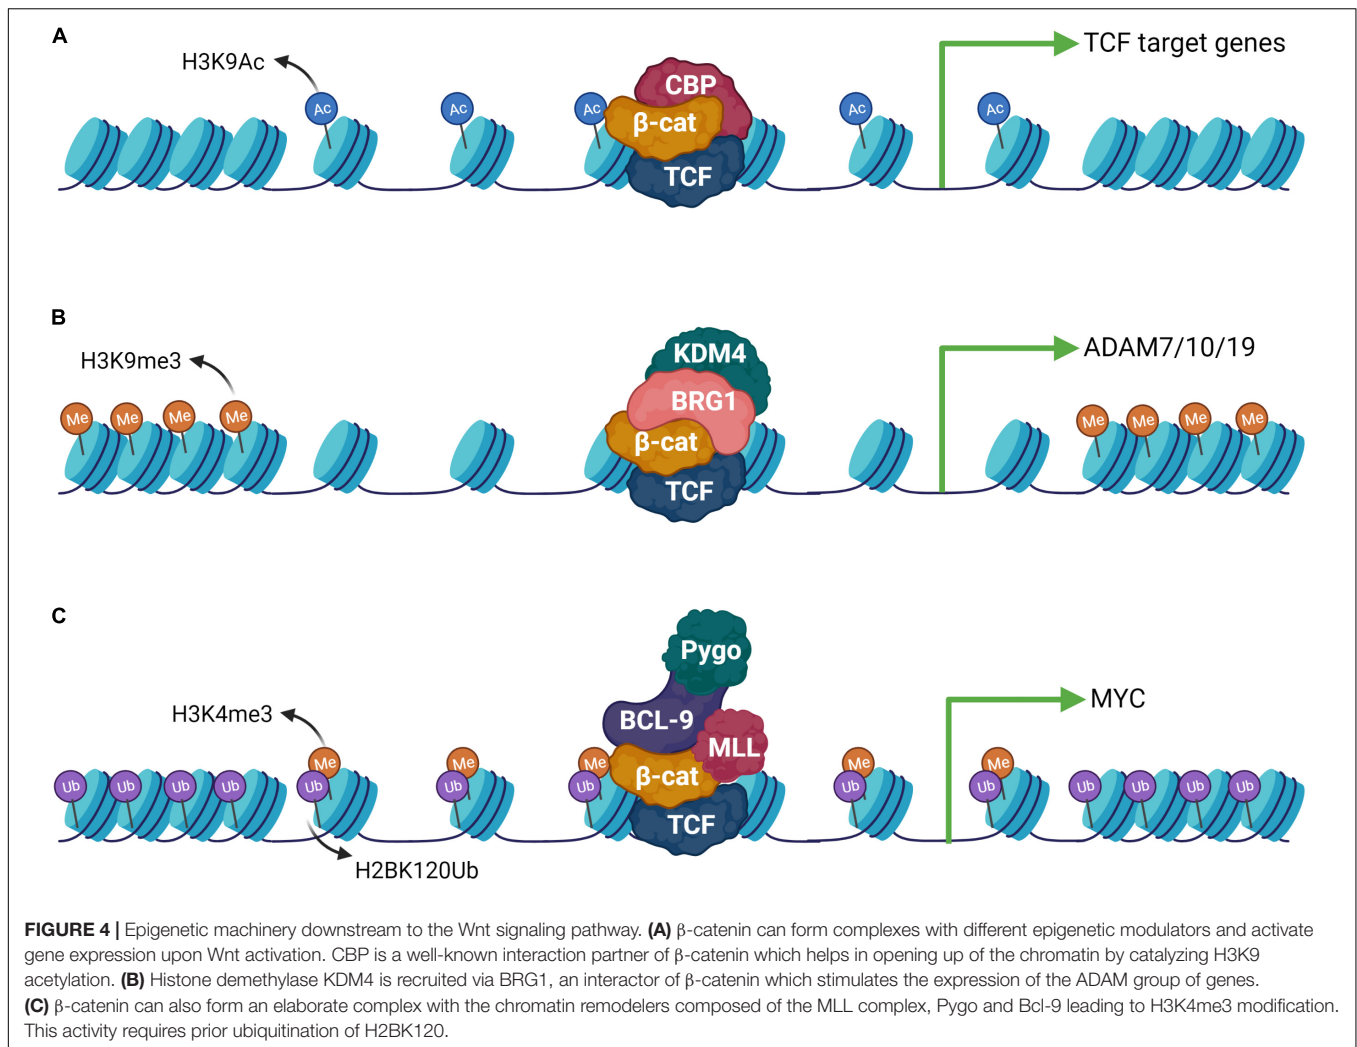 A
H3K9Ac
TCF target genes
Ac
Ac
Ac
CBP
β-cat
TCF
Ac
Ac
B
H3K9me3
ADAM7/10/19
Me
Me
Me
Me
KDM4
BRG1
β-cat
TCF
Me
Me
Me
Me
C
H3K4me3
MYC
Pygo
BCL-9
MLL
β-cat
TCF
Me
Me
Me
Me
Me
Ub
Ub
Ub
Ub
Ub
Ub
Ub
Ub
Ub
Ub
Ub
Ub
Ub
H2BK120Ub
FIGURE 4 | Epigenetic machinery downstream to the Wnt signaling pathway. (A) β-catenin can form complexes with different epigenetic modulators and activate
gene expression upon Wnt activation. CBP is a well-known interaction partner of β-catenin which helps in opening up of the chromatin by catalyzing H3K9
acetylation. (B) Histone demethylase KDM4 is recruited via BRG1, an interactor of β-catenin which stimulates the expression of the ADAM group of genes.
(C) β-catenin can also form an elaborate complex with the chromatin remodelers composed of the MLL complex, Pygo and Bcl-9 leading to H3K4me3 modification.
This activity requires prior ubiquitination of H2BK120.